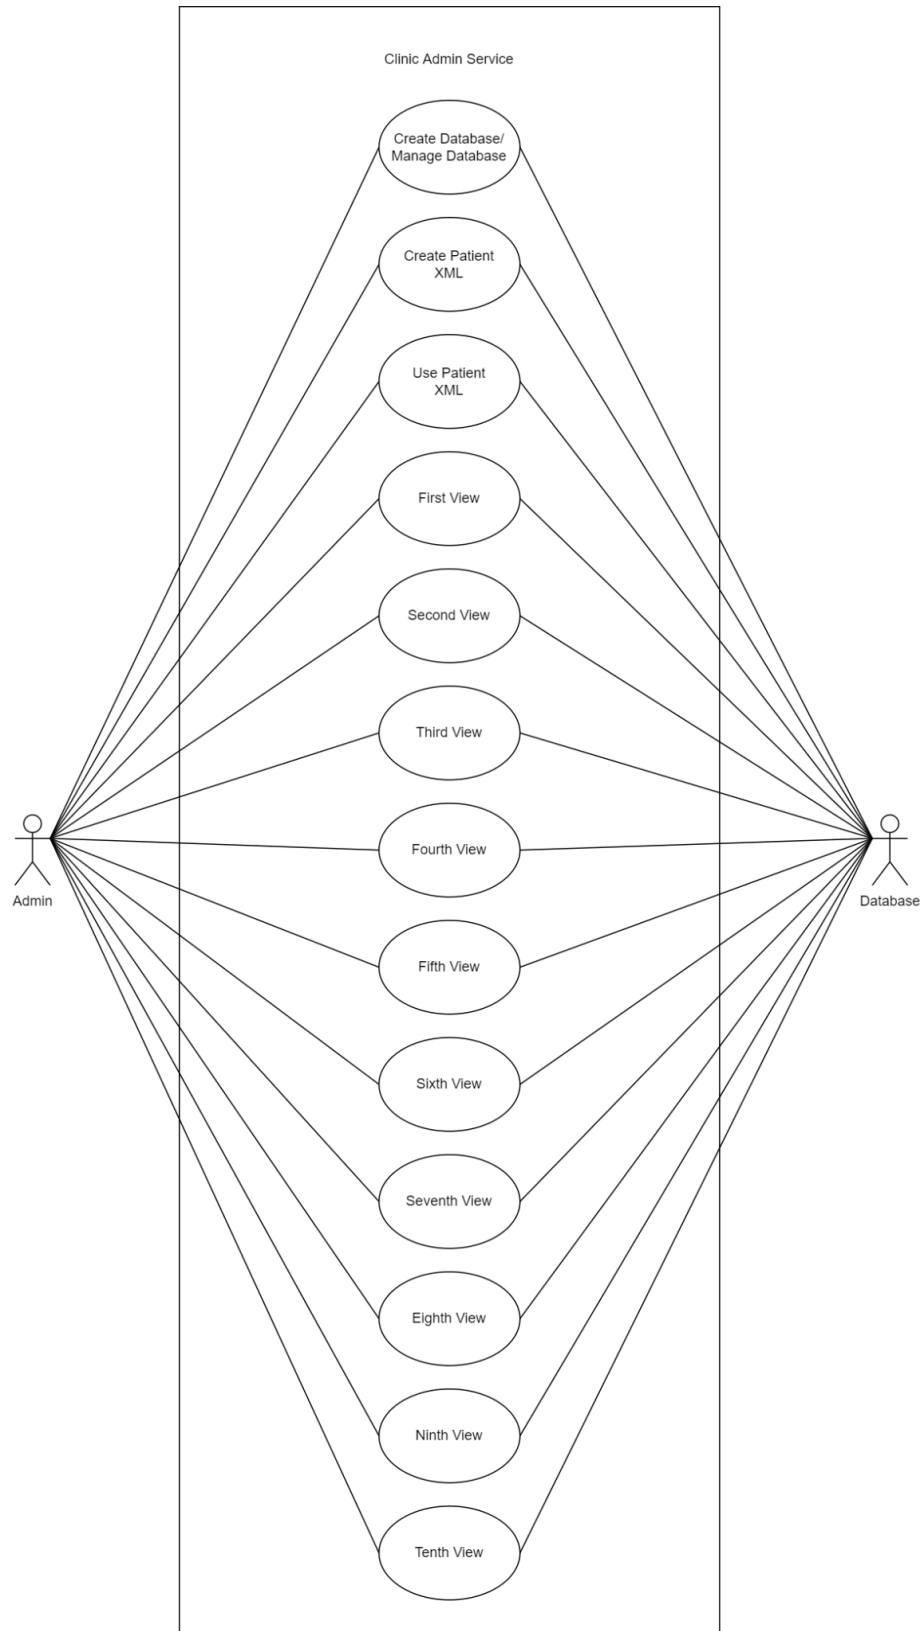 Clinic Admin Service
Create Database/
Manage Database
Create Patient
XML
Use Patient
XML
First View
Second View
Third View
Fourth View
Admin
Database
Fifth View
Sixth View
Seventh View
Eighth View
Ninth View
Tenth View